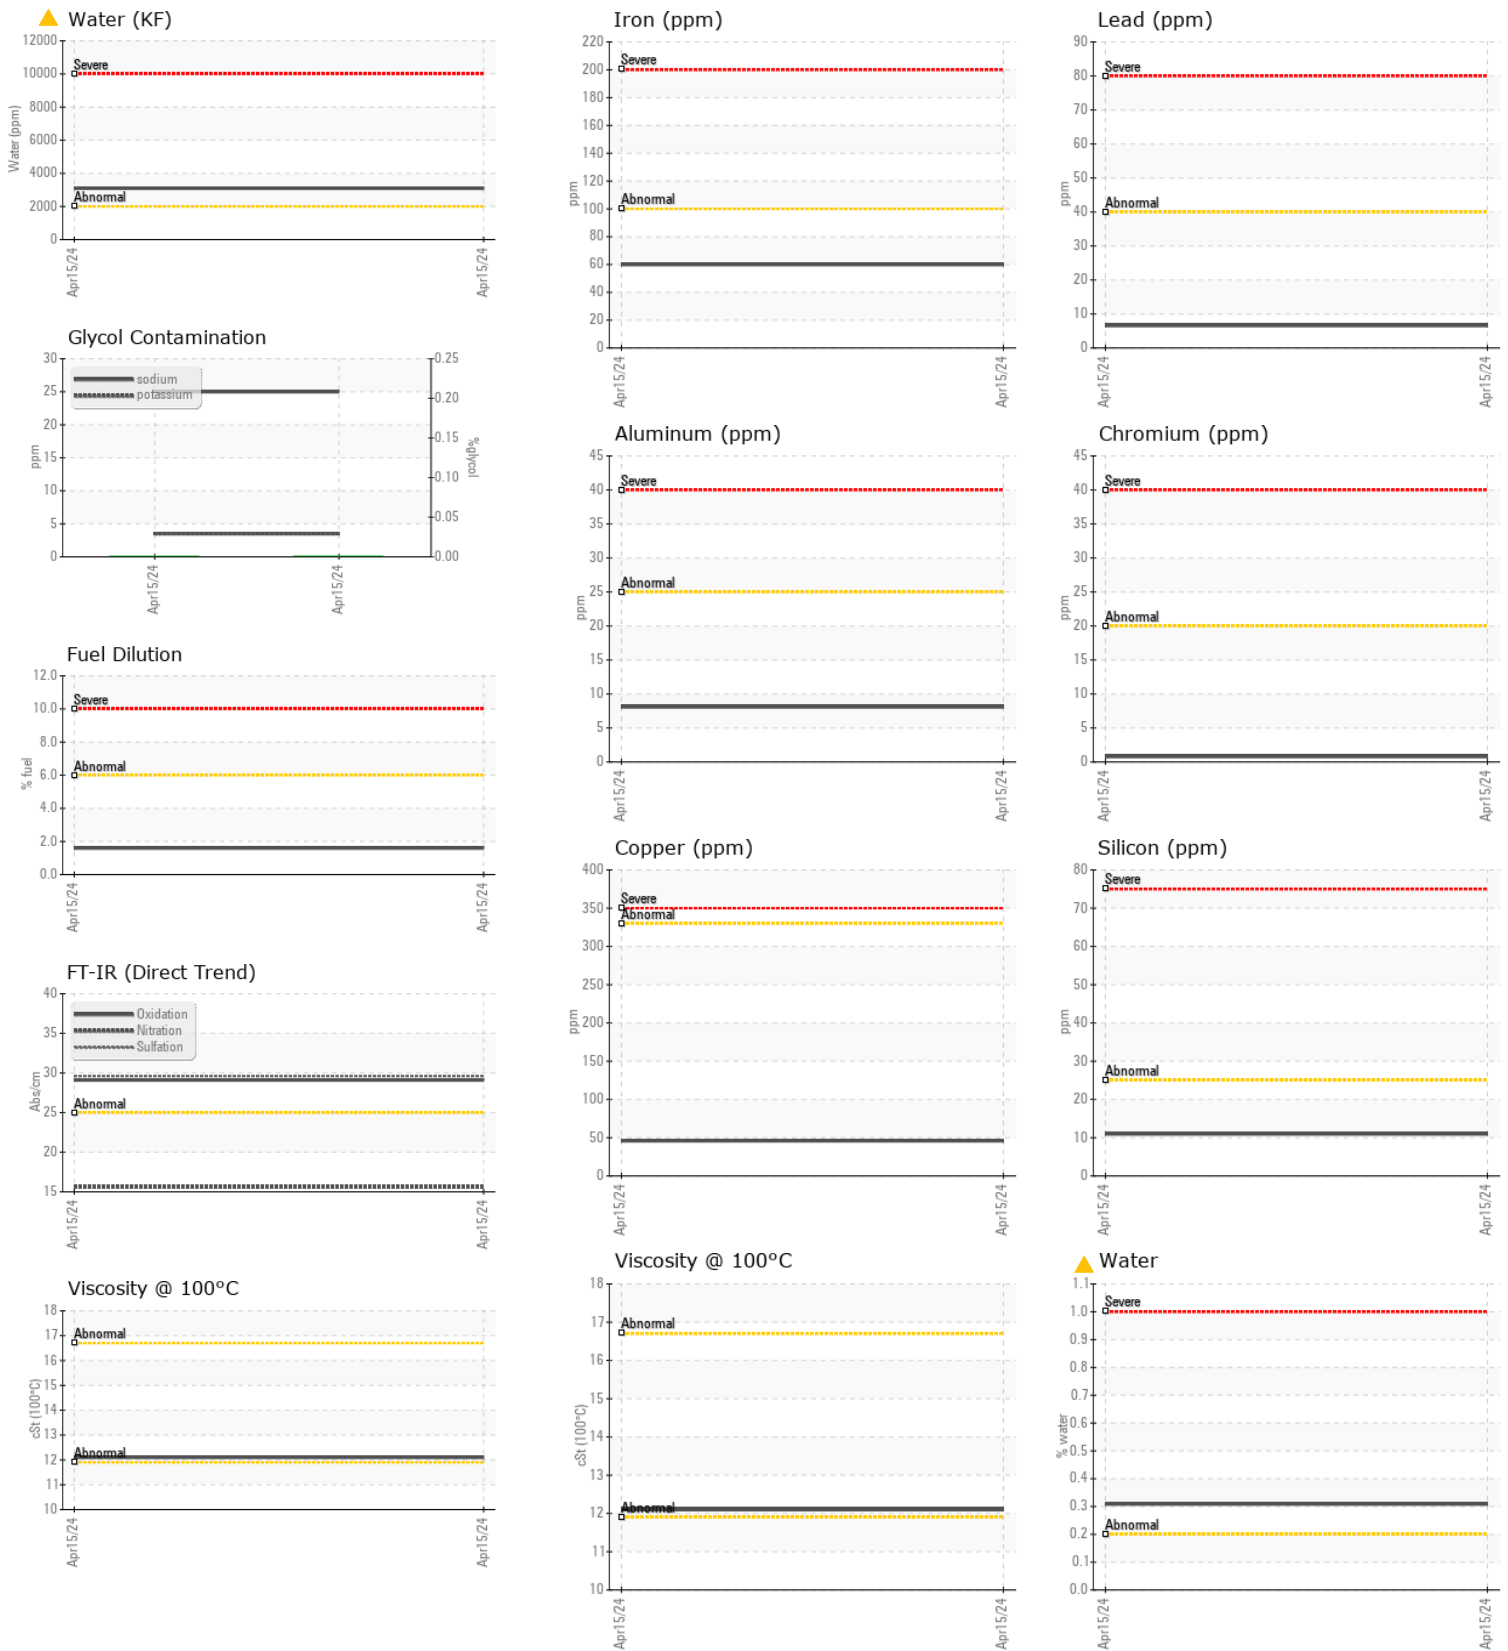 Water (KF)
Water (ppm)
12000
10000
8000
6000
4000
2000
0
Severe
Abnormal
Apr15/24
Apr15/24
Glycol Contamination
ppm
30
25
20
15
10
5
0
sodium
potassium
0.25
0.20
0.15
0.10
0.05
0.00
%glycol
Apr15/24
Apr15/24
Fuel Dilution
% fuel
12.0
10.0
8.0
6.0
4.0
2.0
0.0
Severe
Abnormal
Apr15/24
Apr15/24
FT-IR (Direct Trend)
Abs/cm
40
35
30
25
20
15
Oxidation
Nitration
Sulfation
Abnormal
Apr15/24
Apr15/24
Viscosity @ 100°C
cSt (100°C)
18
17
16
15
14
13
12
11
10
Abnormal
Abnormal
Apr15/24
Apr15/24
Iron (ppm)
ppm
220
200
180
160
140
120
100
80
60
40
20
0
Severe
Abnormal
Apr15/24
Apr15/24
Lead (ppm)
ppm
90
80
70
60
50
40
30
20
10
0
Severe
Abnormal
Apr15/24
Apr15/24
Aluminum (ppm)
ppm
45
40
35
30
25
20
15
10
5
0
Severe
Abnormal
Apr15/24
Apr15/24
Chromium (ppm)
ppm
45
40
35
30
25
20
15
10
5
0
Severe
Abnormal
Apr15/24
Apr15/24
Copper (ppm)
ppm
400
350
300
250
200
150
100
50
0
Severe
Abnormal
Apr15/24
Apr15/24
Silicon (ppm)
ppm
80
70
60
50
40
30
20
10
0
Severe
Abnormal
Apr15/24
Apr15/24
Viscosity @ 100°C
cSt (100°C)
18
17
16
15
14
13
12
11
10
Abnormal
Abnormal
Apr15/24
Apr15/24
Water
% water
1.1
1.0
0.9
0.8
0.7
0.6
0.5
0.4
0.3
0.2
0.1
0.0
Severe
Abnormal
Apr15/24
Apr15/24